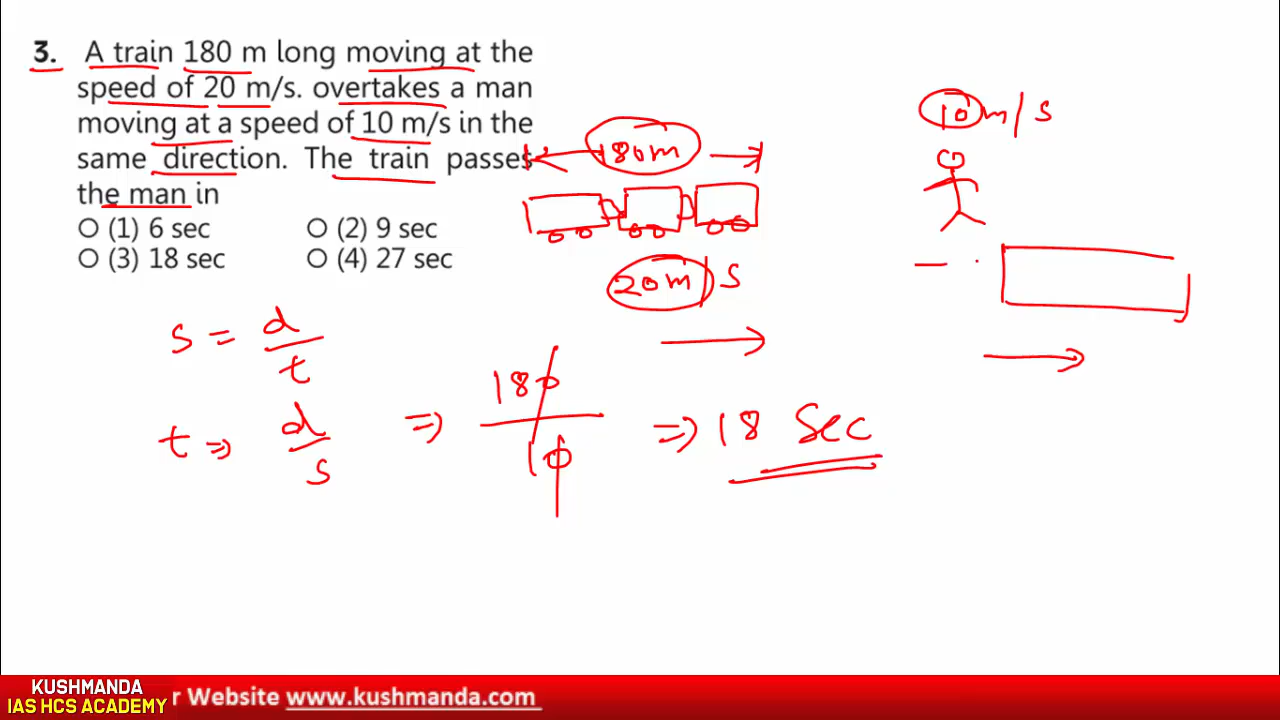 3. A train 180 m long moving at the
speed of 20 m/s. overtakes a man
moving at a speed of 10 m/s in the
same direction. The train passes
the man in
(1) 6 sec (2) 9 sec
(3) 18 sec (4) 27 sec
10 m/s
180m
20m/s
s = d/t
t ⇒ d/s ⇒ 180/10 ⇒ 18 Sec
KUSHMANDA
IAS HCS ACADEMY
r Website www.kushmanda.com